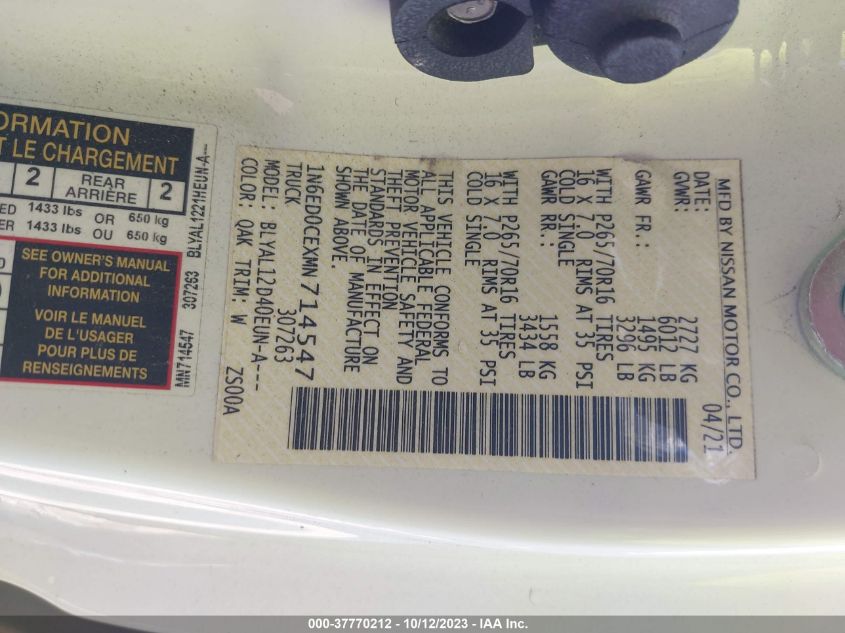 ORMATION
T LE CHARGEMENT
2 REAR ARRIÈRE 2
ED 1433 lbs OR 650 kg
ER 1433 lbs OU 650 kg
SEE OWNER'S MANUAL
FOR ADDITIONAL
INFORMATION
VOIR LE MANUEL
DE L'USAGER
POUR PLUS DE
RENSEIGNEMENTS
MN714547 307263 BLYAL1221HEUN-A---
MFD BY NISSAN MOTOR CO., LTD.
DATE: 04/21
GVWR: 2727 KG
6012 LB
GAWR FR.: 1495 KG
3296 LB
WITH P265/70R16 TIRES
16 X 7.0 RIMS AT 35 PSI
COLD SINGLE
GAWR RR.: 1558 KG
3434 LB
WITH P265/70R16 TIRES
16 X 7.0 RIMS AT 35 PSI
COLD SINGLE
THIS VEHICLE CONFORMS TO
ALL APPLICABLE FEDERAL
MOTOR VEHICLE SAFETY AND
THEFT PREVENTION
STANDARDS IN EFFECT ON
THE DATE OF MANUFACTURE
SHOWN ABOVE.
1N6ED0CEXMN714547
TRUCK 307263
MODEL: BLYAL12D40EUN-A---
COLOR: QAK TRIM: W ZS00A
000-37770212 - 10/12/2023 - IAA Inc.